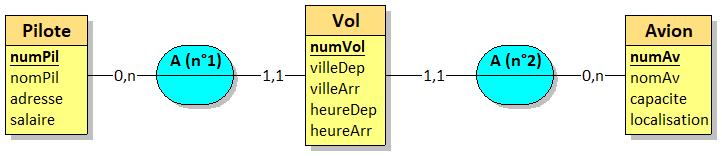 Pilote
numPil
nomPil
adresse
salaire
0,n
A (n°1)
1,1
Vol
numVol
villeDep
villeArr
heureDep
heureArr
1,1
A (n°2)
0,n
Avion
numAv
nomAv
capacite
localisation